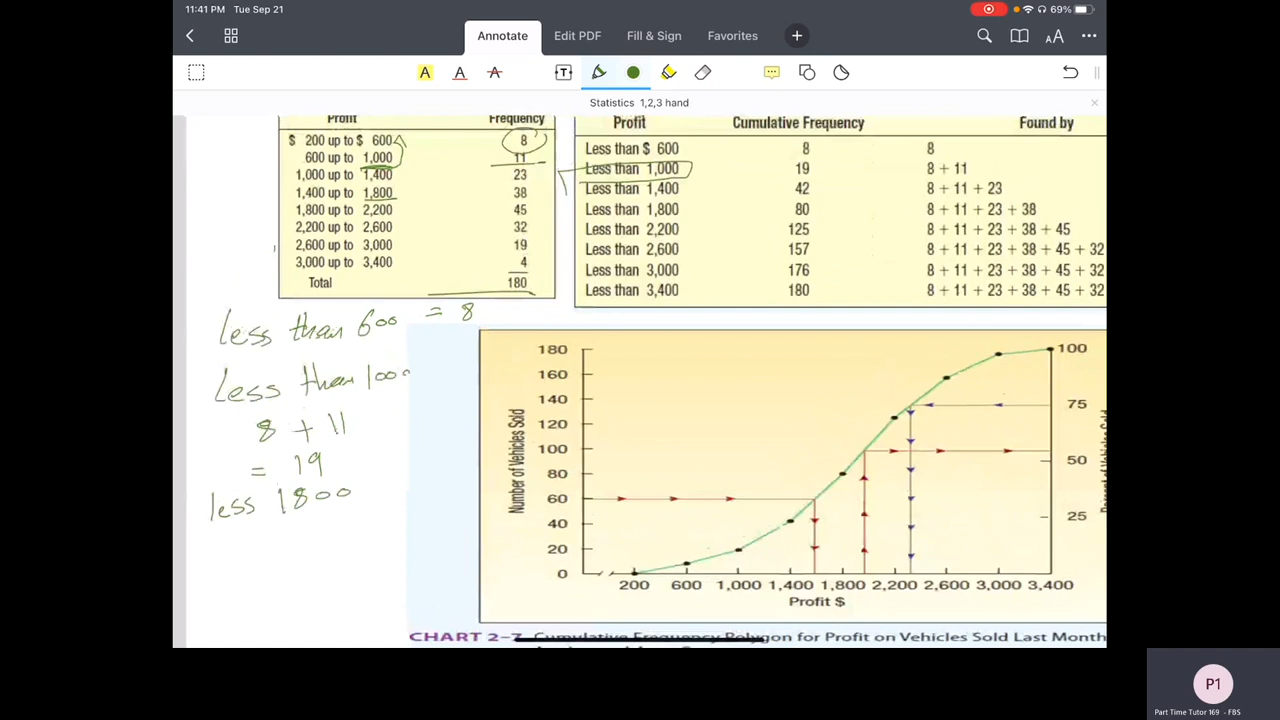 11:41 PM Tue Sep 21
69%
Annotate Edit PDF Fill & Sign Favorites
A A A T AA
Statistics 1,2,3 hand
Profit Frequency
$ 200 up to $ 600 8
600 up to 1,000 11
1,000 up to 1,400 23
1,400 up to 1,800 38
1,800 up to 2,200 45
2,200 up to 2,600 32
2,600 up to 3,000 19
3,000 up to 3,400 4
Total 180
Profit Cumulative Frequency Found by
Less than $ 600 8 8
Less than 1,000 19 8 + 11
Less than 1,400 42 8 + 11 + 23
Less than 1,800 80 8 + 11 + 23 + 38
Less than 2,200 125 8 + 11 + 23 + 38 + 45
Less than 2,600 157 8 + 11 + 23 + 38 + 45 + 32
Less than 3,000 176 8 + 11 + 23 + 38 + 45 + 32
Less than 3,400 180 8 + 11 + 23 + 38 + 45 + 32
less than 600 = 8
Less than 1000
8 + 11
= 19
less 1800
Number of Vehicles Sold
180
160
140
120
100
80
60
40
20
0
100
75
50
25
200 600 1,000 1,400 1,800 2,200 2,600 3,000 3,400
Profit $
CHART 2–7 Cumulative Frequency Polygon for Profit on Vehicles Sold Last Month
P1
Part Time Tutor 169 - FBS